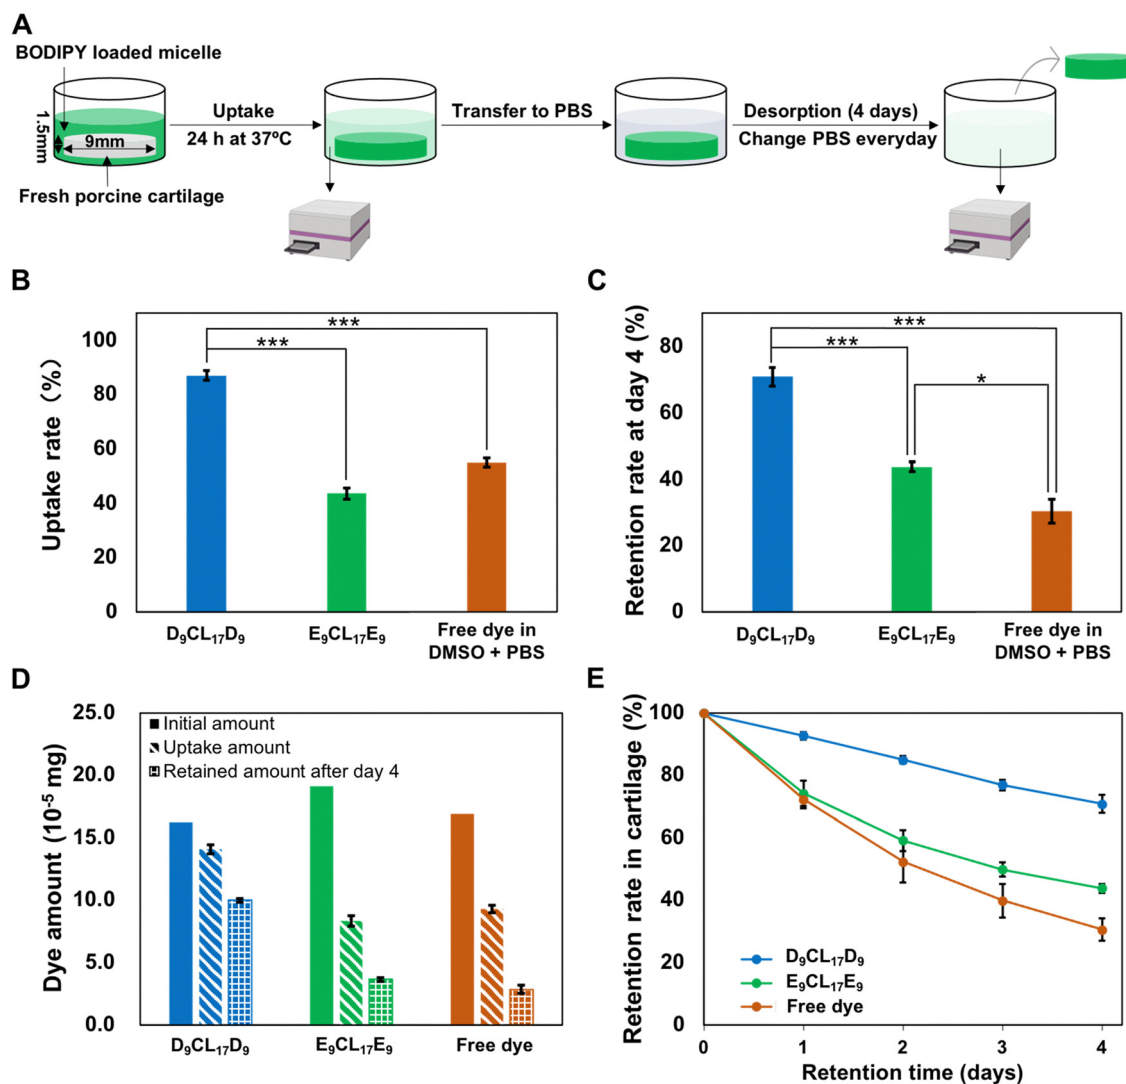 A
BODIPY loaded micelle
1.5mm
9mm
Fresh porcine cartilage
Uptake
24 h at 37ºC
Transfer to PBS
Desorption (4 days)
Change PBS everyday
B
Uptake rate (%)
100
80
60
40
20
0
***
***
D₉CL₁₇D₉
E₉CL₁₇E₉
Free dye in
DMSO + PBS
C
Retention rate at day 4 (%)
80
60
40
20
0
***
***
*
D₉CL₁₇D₉
E₉CL₁₇E₉
Free dye in
DMSO + PBS
D
Dye amount (10⁻⁵ mg)
25.0
20.0
15.0
10.0
5.0
0.0
Initial amount
Uptake amount
Retained amount after day 4
D₉CL₁₇D₉
E₉CL₁₇E₉
Free dye
E
Retention rate in cartilage (%)
100
80
60
40
20
0
D₉CL₁₇D₉
E₉CL₁₇E₉
Free dye
0
1
2
3
4
Retention time (days)